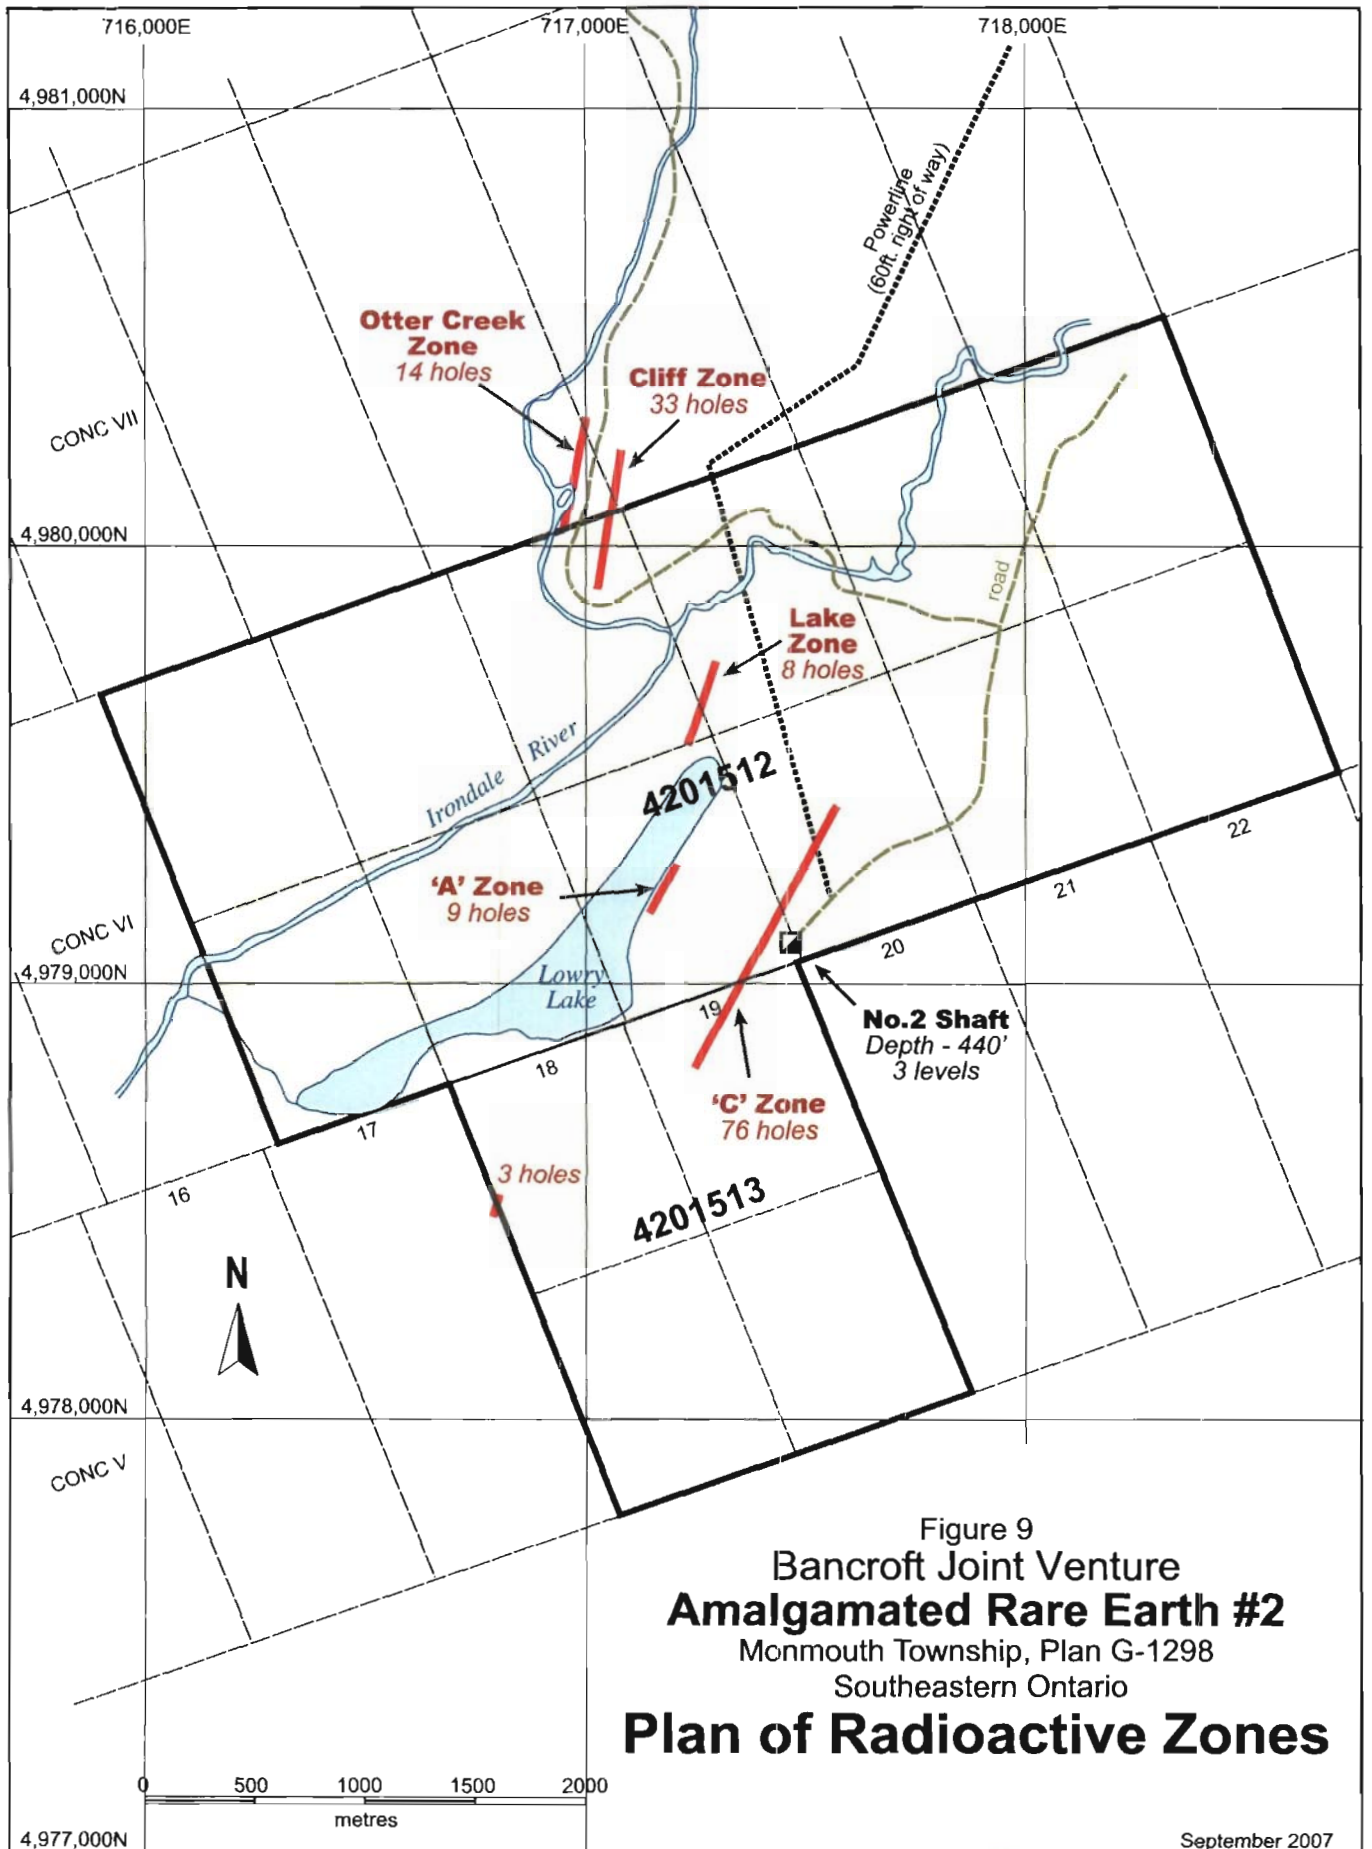 716,000E
717,000E
718,000E
4,981,000N
Powerline
(60ft. right of way)
Otter Creek
Zone
14 holes
Cliff Zone
33 holes
CONC VII
4,980,000N
road
Lake
Zone
8 holes
Irondale River
4201512
22
'A' Zone
9 holes
21
CONC VI
20
4,979,000N
Lowry
Lake
19
No.2 Shaft
Depth - 440'
3 levels
18
'C' Zone
76 holes
17
3 holes
16
4201513
N
4,978,000N
CONC V
Figure 9
Bancroft Joint Venture
Amalgamated Rare Earth #2
Monmouth Township, Plan G-1298
Southeastern Ontario
Plan of Radioactive Zones
0 500 1000 1500 2000
metres
4,977,000N
September 2007